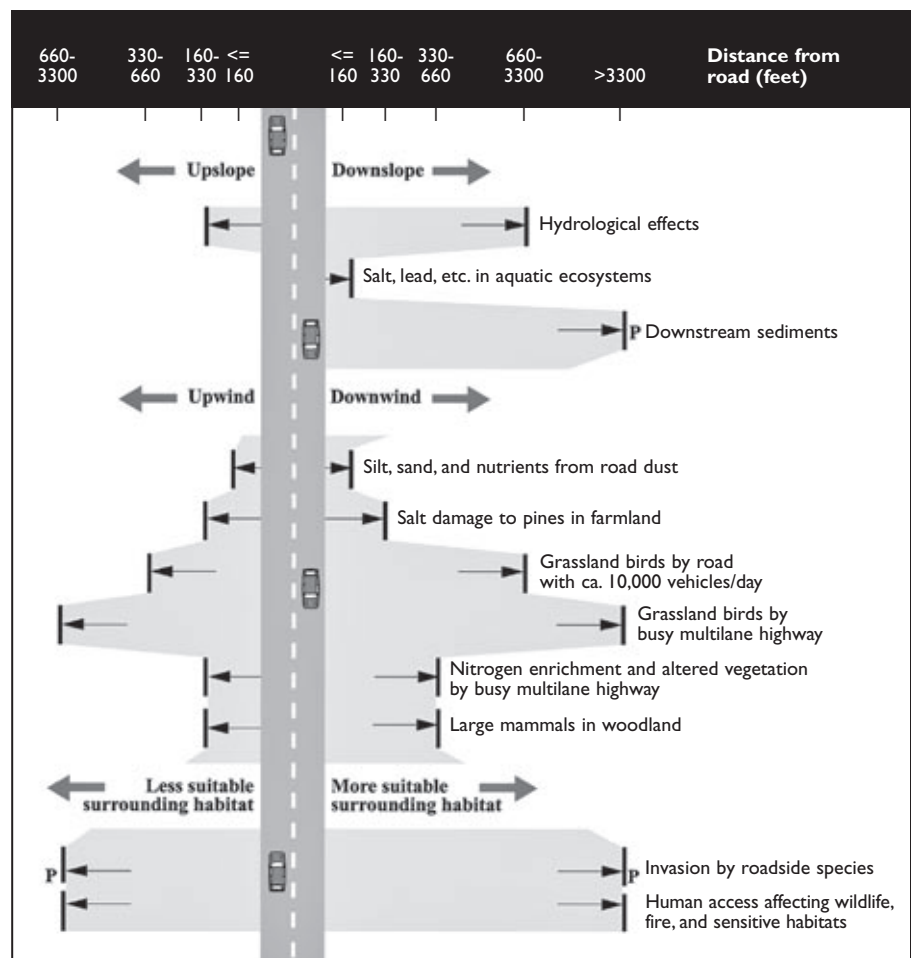 660- 330- 160- <= <= 160- 330- 660- Distance from
3300 660 330 160 160 330 660 3300 >3300 road (feet)
Upslope Downslope
Hydrological effects
Salt, lead, etc. in aquatic ecosystems
P Downstream sediments
Upwind Downwind
Silt, sand, and nutrients from road dust
Salt damage to pines in farmland
Grassland birds by road
with ca. 10,000 vehicles/day
Grassland birds by
busy multilane highway
Nitrogen enrichment and altered vegetation
by busy multilane highway
Large mammals in woodland
Less suitable More suitable
surrounding habitat surrounding habitat
P P Invasion by roadside species
Human access affecting wildlife,
fire, and sensitive habitats